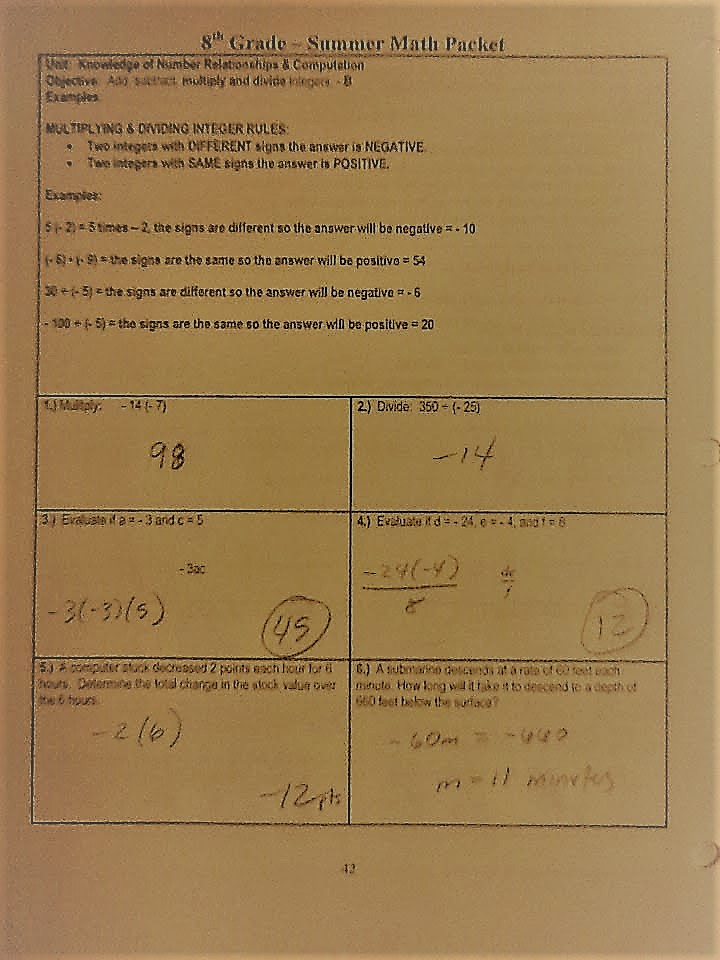 8th Grade – Summer Math Packet
Unit: Knowledge of Number Relationships & Computation
Objective: Add, subtract, multiply and divide integers. - B
Examples:
MULTIPLYING & DIVIDING INTEGER RULES:
• Two integers with DIFFERENT signs the answer is NEGATIVE.
• Two integers with SAME signs the answer is POSITIVE.
Examples:
5 (- 2) = 5 times – 2, the signs are different so the answer will be negative = - 10
(- 6) • (- 9) = the signs are the same so the answer will be positive = 54
30 ÷ (- 5) = the signs are different so the answer will be negative = - 6
- 100 ÷ (- 5) = the signs are the same so the answer will be positive = 20
1.) Multiply: - 14 (- 7)
98
2.) Divide: 350 ÷ (- 25)
-14
3.) Evaluate if a = - 3 and c = 5
- 3ac
-3(-3)(5)
45
4.) Evaluate if d = - 24, e = - 4, and f = 8
-24(-4)
8
de
f
12
5.) A computer stock decreased 2 points each hour for 6
hours. Determine the total change in the stock value over
the 6 hours.
-2(6)
-12 pts
6.) A submarine descends at a rate of 60 feet each
minute. How long will it take it to descend to a depth of
660 feet below the surface?
-60m = -660
m = 11 minutes
42